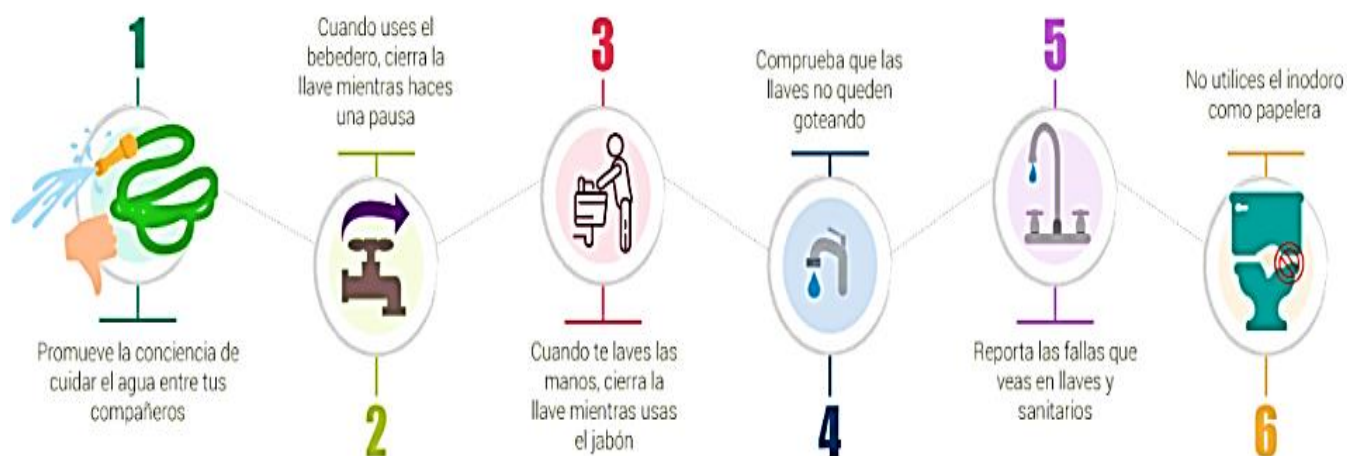 1
Promueve la conciencia de
cuidar el agua entre tus
compañeros
Cuando uses el
bebedero, cierra la
llave mientras haces
una pausa
2
3
Cuando te laves las
manos, cierra la
llave mientras usas
el jabón
Comprueba que las
llaves no queden
goteando
4
5
Reporta las fallas que
veas en llaves y
sanitarios
No utilices el inodoro
como papelera
6